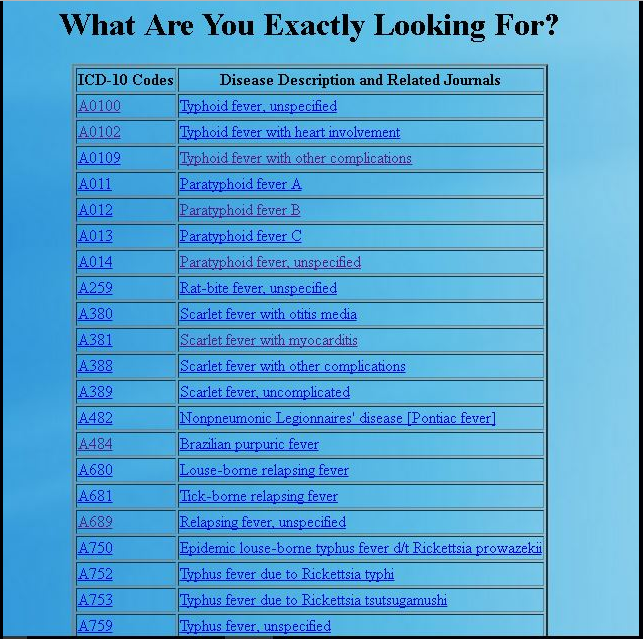 What Are You Exactly Looking For?
ICD-10 Codes Disease Description and Related Journals
A0100 Typhoid fever, unspecified
A0102 Typhoid fever with heart involvement
A0109 Typhoid fever with other complications
A011 Paratyphoid fever A
A012 Paratyphoid fever B
A013 Paratyphoid fever C
A014 Paratyphoid fever, unspecified
A259 Rat-bite fever, unspecified
A380 Scarlet fever with otitis media
A381 Scarlet fever with myocarditis
A388 Scarlet fever with other complications
A389 Scarlet fever, uncomplicated
A482 Nonpneumonic Legionnaires' disease [Pontiac fever]
A484 Brazilian purpuric fever
A680 Louse-borne relapsing fever
A681 Tick-borne relapsing fever
A689 Relapsing fever, unspecified
A750 Epidemic louse-borne typhus fever d/t Rickettsia prowazekii
A752 Typhus fever due to Rickettsia typhi
A753 Typhus fever due to Rickettsia tsutsugamushi
A759 Typhus fever, unspecified